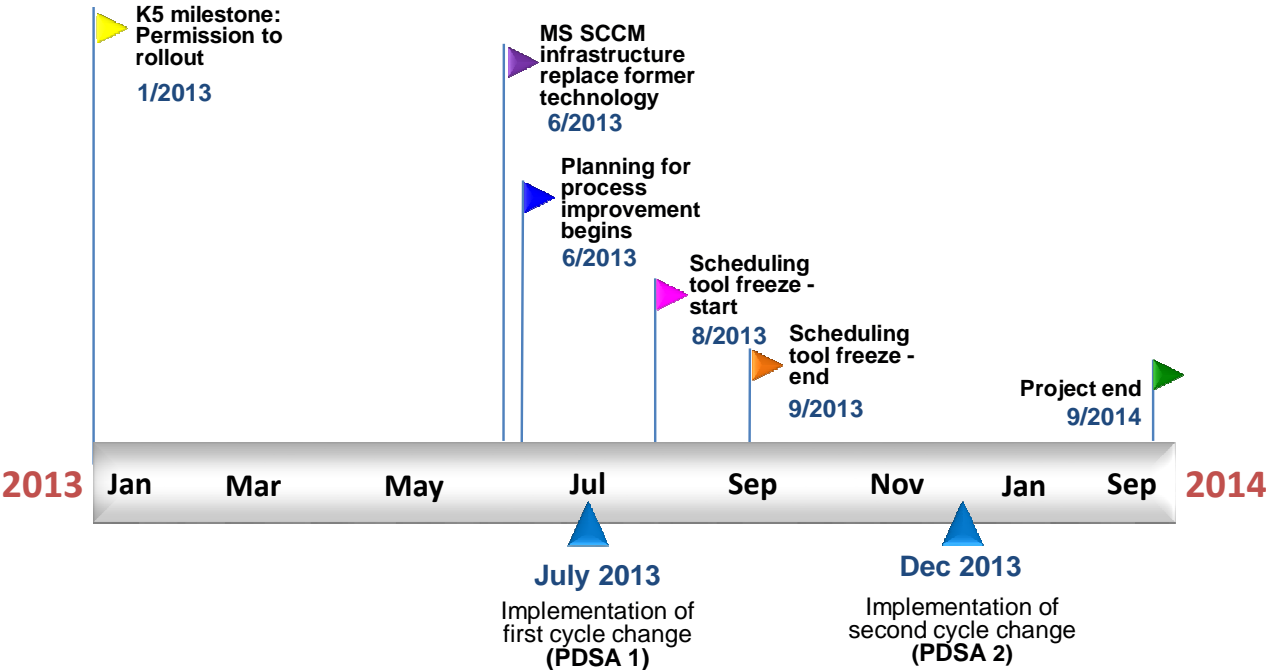 K5 milestone:
Permission to
rollout
1/2013
MS SCCM
infrastructure
replace former
technology
6/2013
Planning for
process
improvement
begins
6/2013
Scheduling
tool freeze -
start
8/2013
Scheduling
tool freeze -
end
9/2013
Project end
9/2014
2013 Jan Mar May Jul Sep Nov Jan Sep 2014
July 2013
Implementation of
first cycle change
(PDSA 1)
Dec 2013
Implementation of
second cycle change
(PDSA 2)